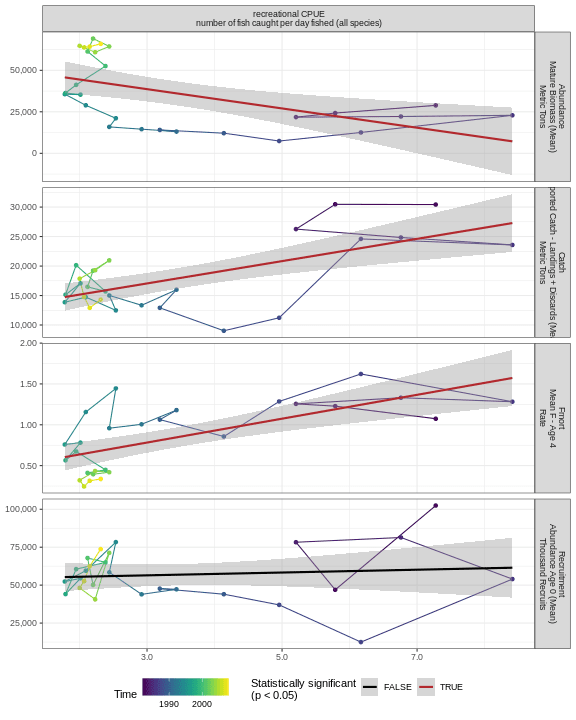 recreational CPUE
number of fish caught per day fished (all species)
50,000
25,000
0
Abundance
Mature Biomass (Mean)
Metric Tons
30,000
25,000
20,000
15,000
10,000
Catch
Landings + Discards
Metric Tons
2.00
1.50
1.00
0.50
Fmort
Mean F - Age 4
Rate
100,000
75,000
50,000
25,000
Recruitment
Abundance Age 0 (Mean)
Thousand Recruits
3.0 5.0 7.0
Time
1990 2000
Statistically significant
(p < 0.05)
FALSE
TRUE